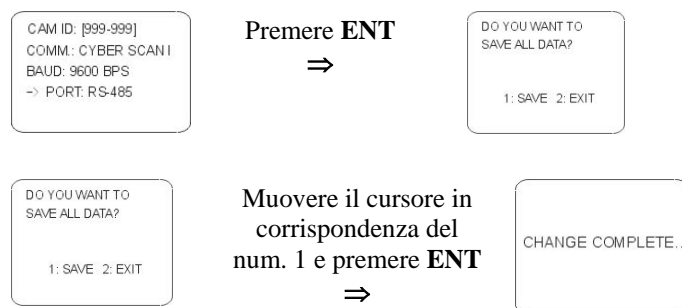 CAM ID: [999-999]
COMM.: CYBER SCAN I
BAUD: 9600 BPS
-> PORT: RS-485
Premere ENT
⇒
DO YOU WANT TO
SAVE ALL DATA?
1: SAVE 2: EXIT
DO YOU WANT TO
SAVE ALL DATA?
1: SAVE 2: EXIT
Muovere il cursore in
corrispondenza del
num. 1 e premere ENT
⇒
CHANGE COMPLETE..